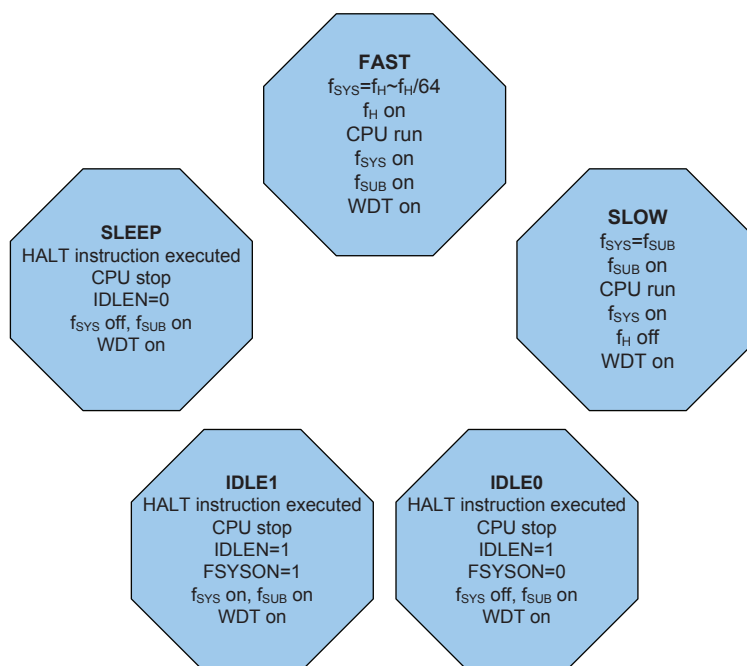 FAST
fSYS=fH~fH/64
fH on
CPU run
fSYS on
fSUB on
WDT on
SLEEP
HALT instruction executed
CPU stop
IDLEN=0
fSYS off, fSUB on
WDT on
SLOW
fSYS=fSUB
fSUB on
CPU run
fSYS on
fH off
WDT on
IDLE1
HALT instruction executed
CPU stop
IDLEN=1
FSYSON=1
fSYS on, fSUB on
WDT on
IDLE0
HALT instruction executed
CPU stop
IDLEN=1
FSYSON=0
fSYS off, fSUB on
WDT on